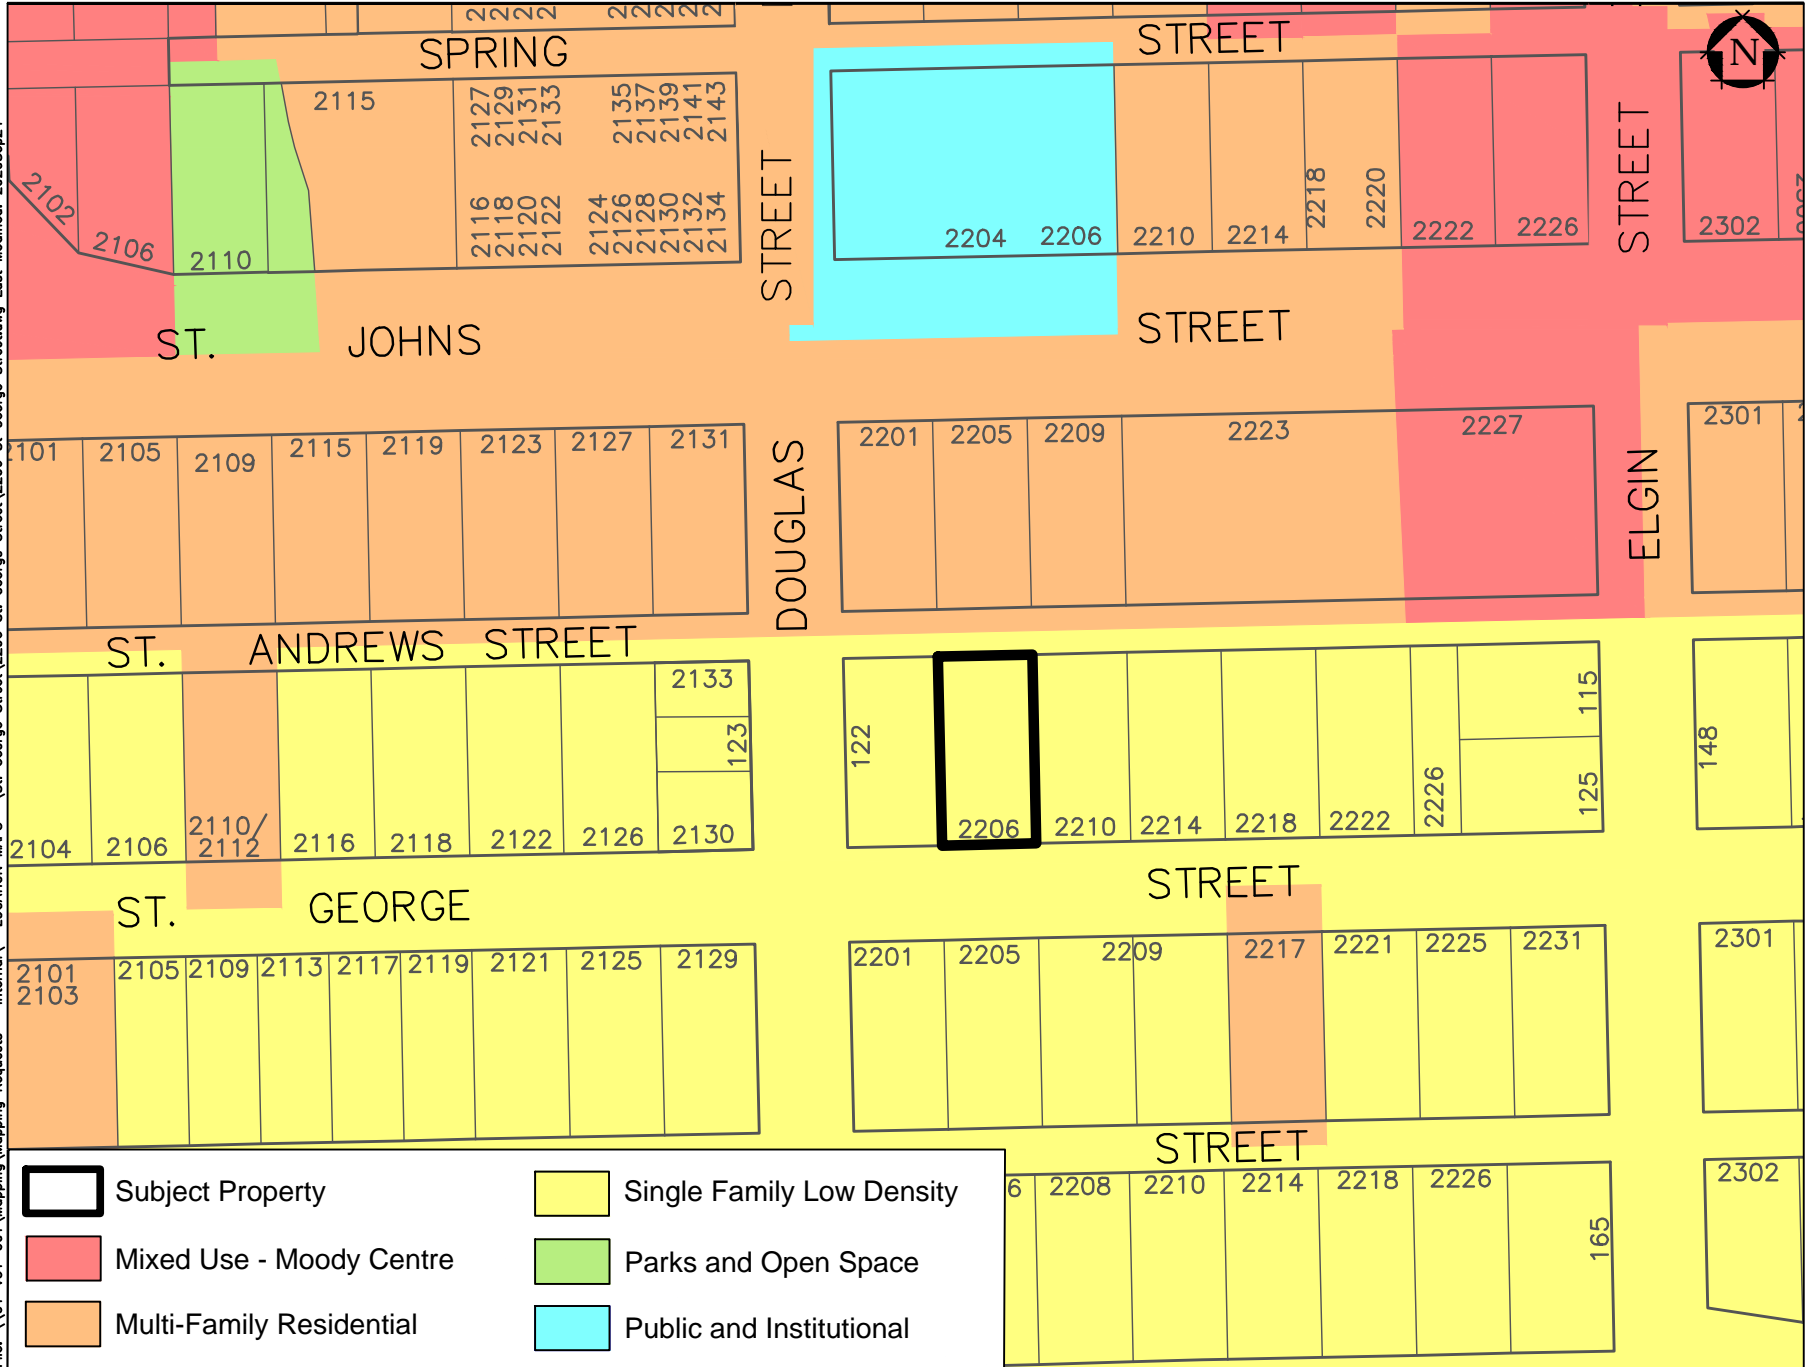 SPRING STREET
N
2115
2127 2129 2131 2133 2135 2137 2139 2141 2143
2102 2106 2110
2116 2118 2120 2122 2124 2126 2128 2130 2132 2134
STREET
2204 2206 2210 2214 2218 2220 2222 2226
STREET
2302
ST. JOHNS STREET
2105 2109 2115 2119 2123 2127 2131
DOUGLAS
2201 2205 2209 2223 2227
ELGIN
2301
ST. ANDREWS STREET
2133
123
2104 2106 2110/
2112 2116 2118 2122 2126 2130
122 2206 2210 2214 2218 2222 2226
115
125
148
ST. GEORGE STREET
2101
2103
2105 2109 2113 2117 2119 2121 2125 2129
2201 2205 2209 2217 2221 2225 2231
2301
STREET
2208 2210 2214 2218 2226
165
2302
Subject Property
Mixed Use - Moody Centre
Multi-Family Residential
Single Family Low Density
Parks and Open Space
Public and Institutional